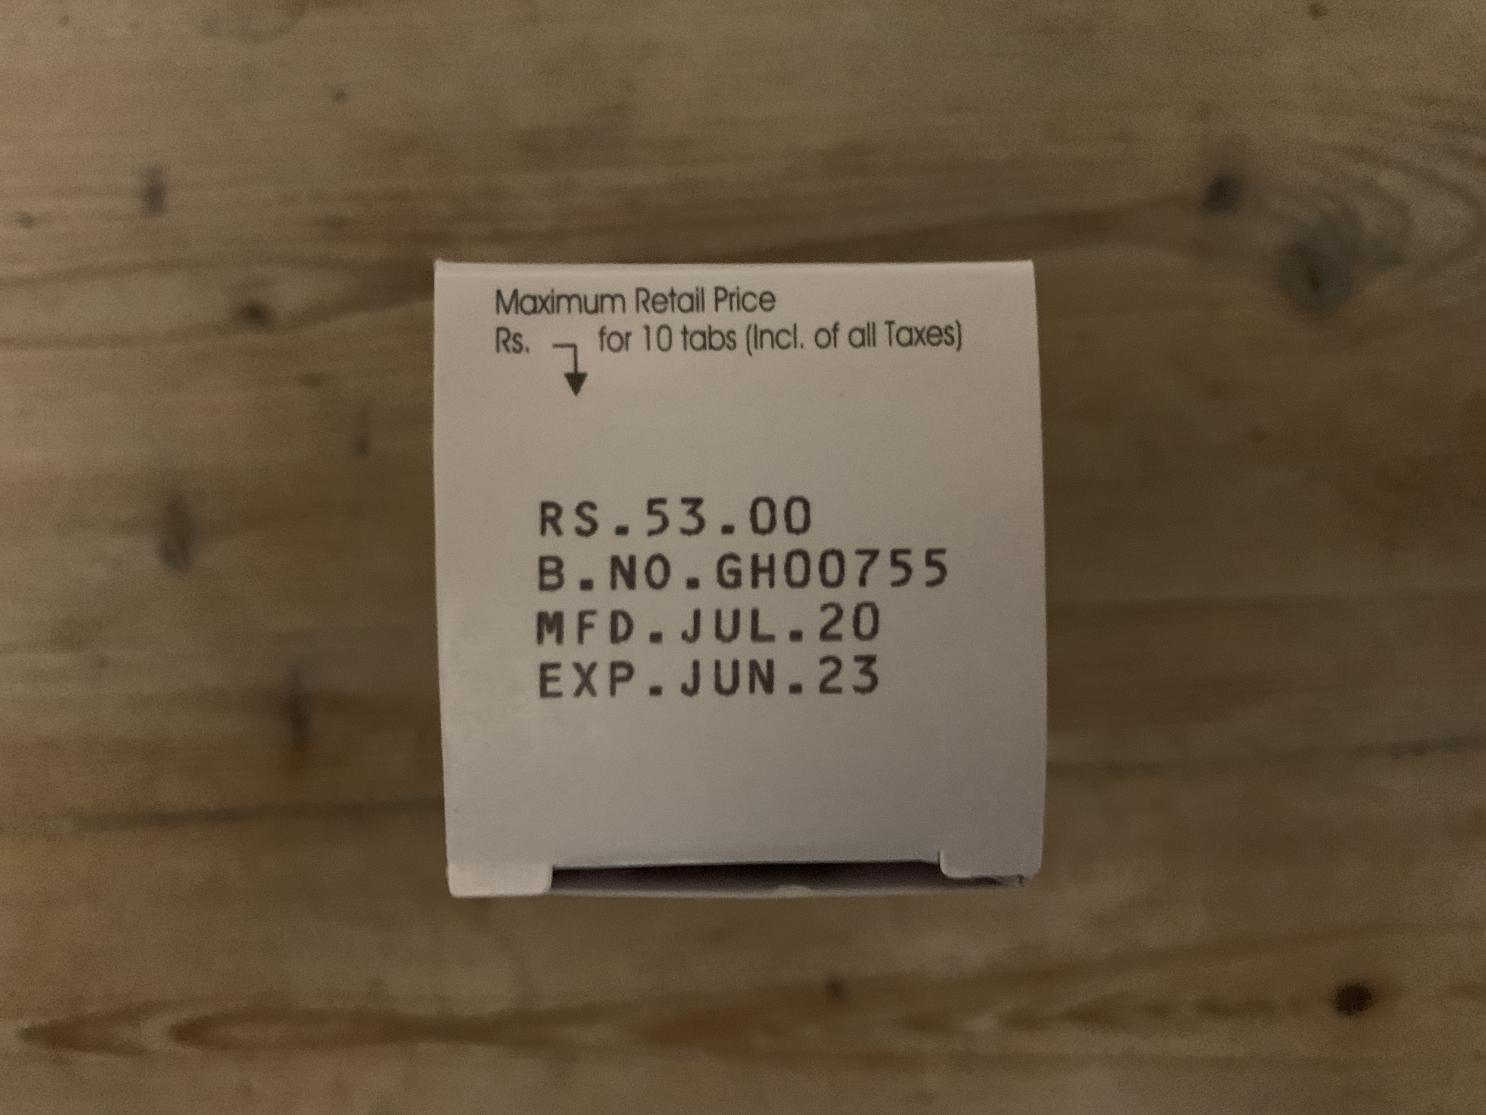 Maximum Retail Price
Rs. for 10 tabs (Incl. of all Taxes)
RS.53.00
B.NO.GH00755
MFD.JUL.20
EXP.JUN.23